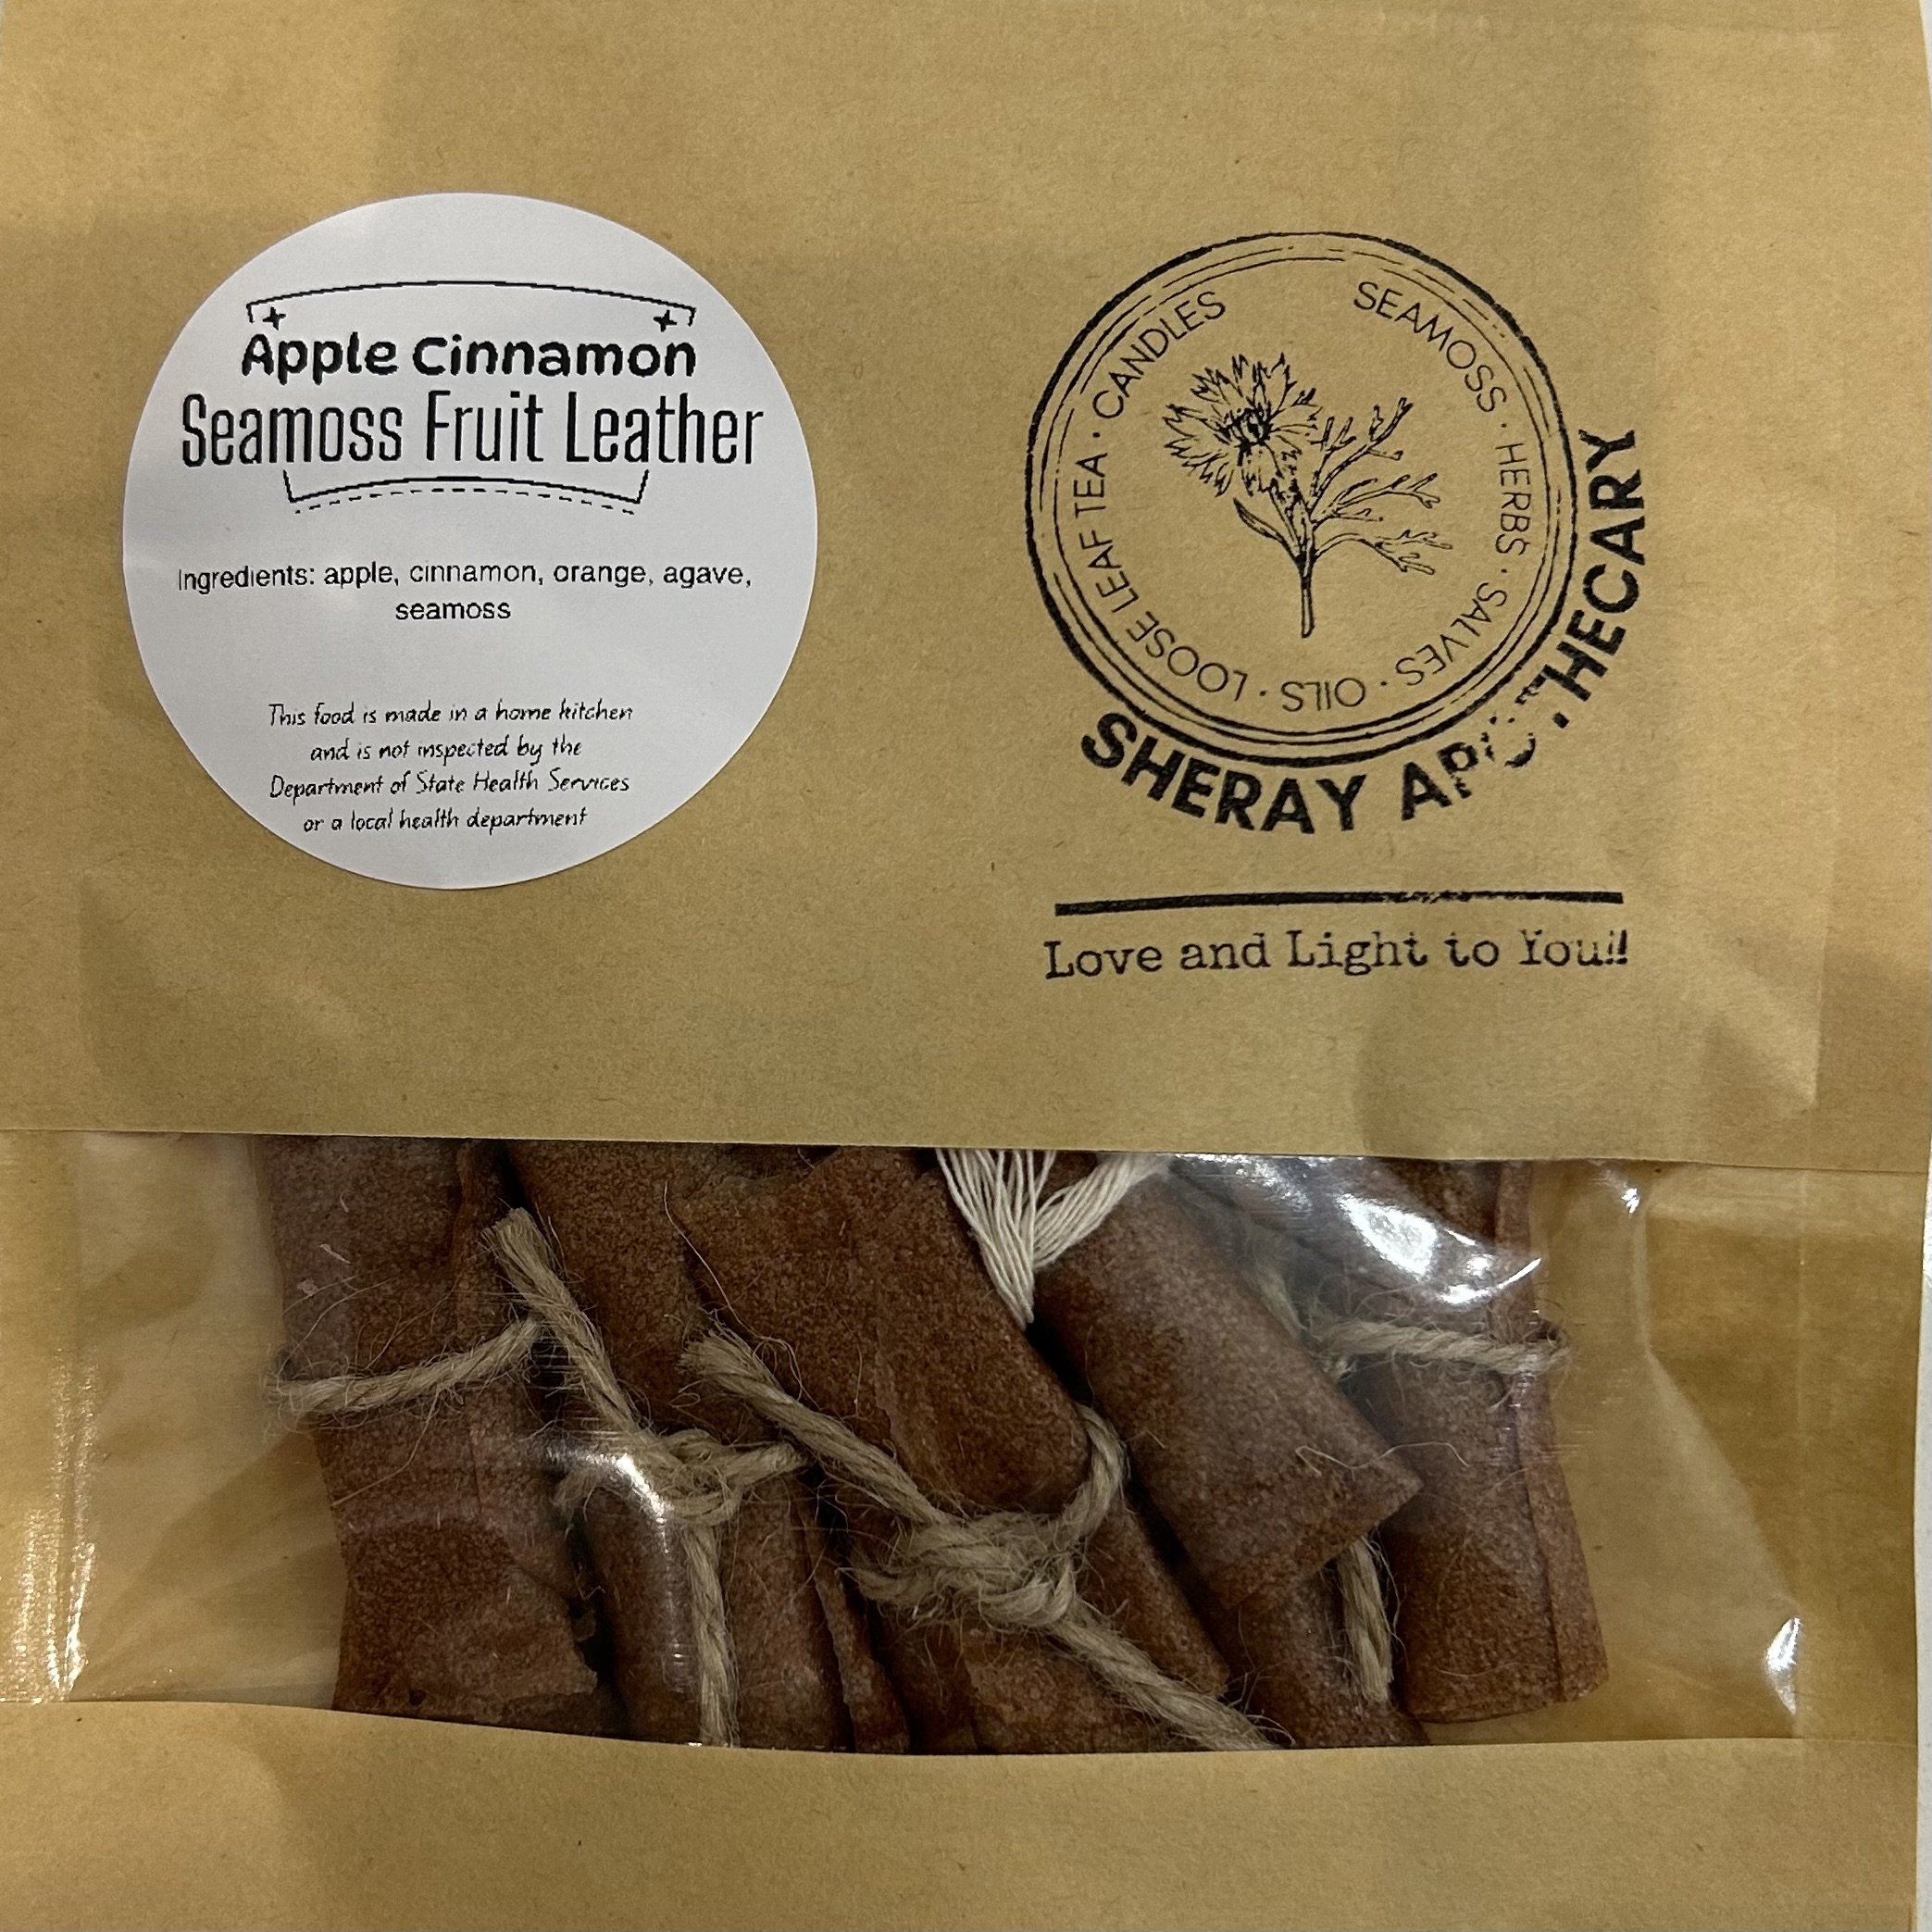 Apple Cinnamon
Seamoss Fruit Leather
Ingredients: apple, cinnamon, orange, agave,
seamoss
This food is made in a home kitchen
and is not inspected by the
Department of State Health Services
or a local health department
SEAMOSS · HERBS · SALVES · OILS · LOOSE LEAF TEA · CANDLES
SHERAY APOTHECARY
Love and Light to You!!